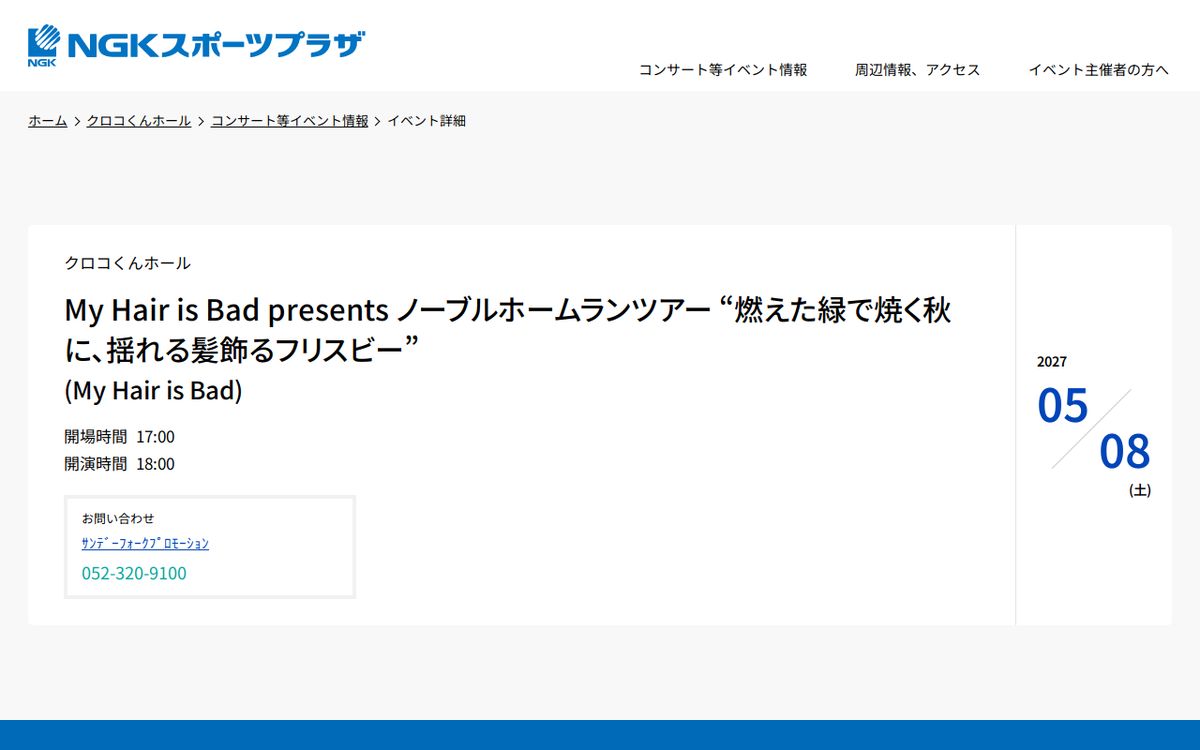 NGK NGKスポーツプラザ
コンサート等イベント情報 周辺情報、アクセス イベント主催者の方へ
ホーム > クロコくんホール > コンサート等イベント情報 > イベント詳細
クロコくんホール
My Hair is Bad presents ノーブルホームランツアー “燃えた緑で焼く秋
に、揺れる髪飾るフリスビー”
(My Hair is Bad)
開場時間 17:00
開演時間 18:00
お問い合わせ
ｻﾝﾃﾞｰﾌｫｰｸﾌﾟﾛﾓｰｼｮﾝ
052-320-9100
2027
05
08
(土)